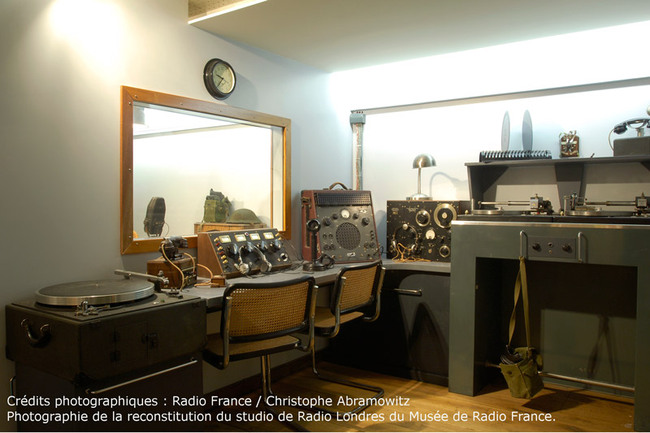 Crédits photographiques : Radio France / Christophe Abramowitz
Photographie de la reconstitution du studio de Radio Londres du Musée de Radio France.